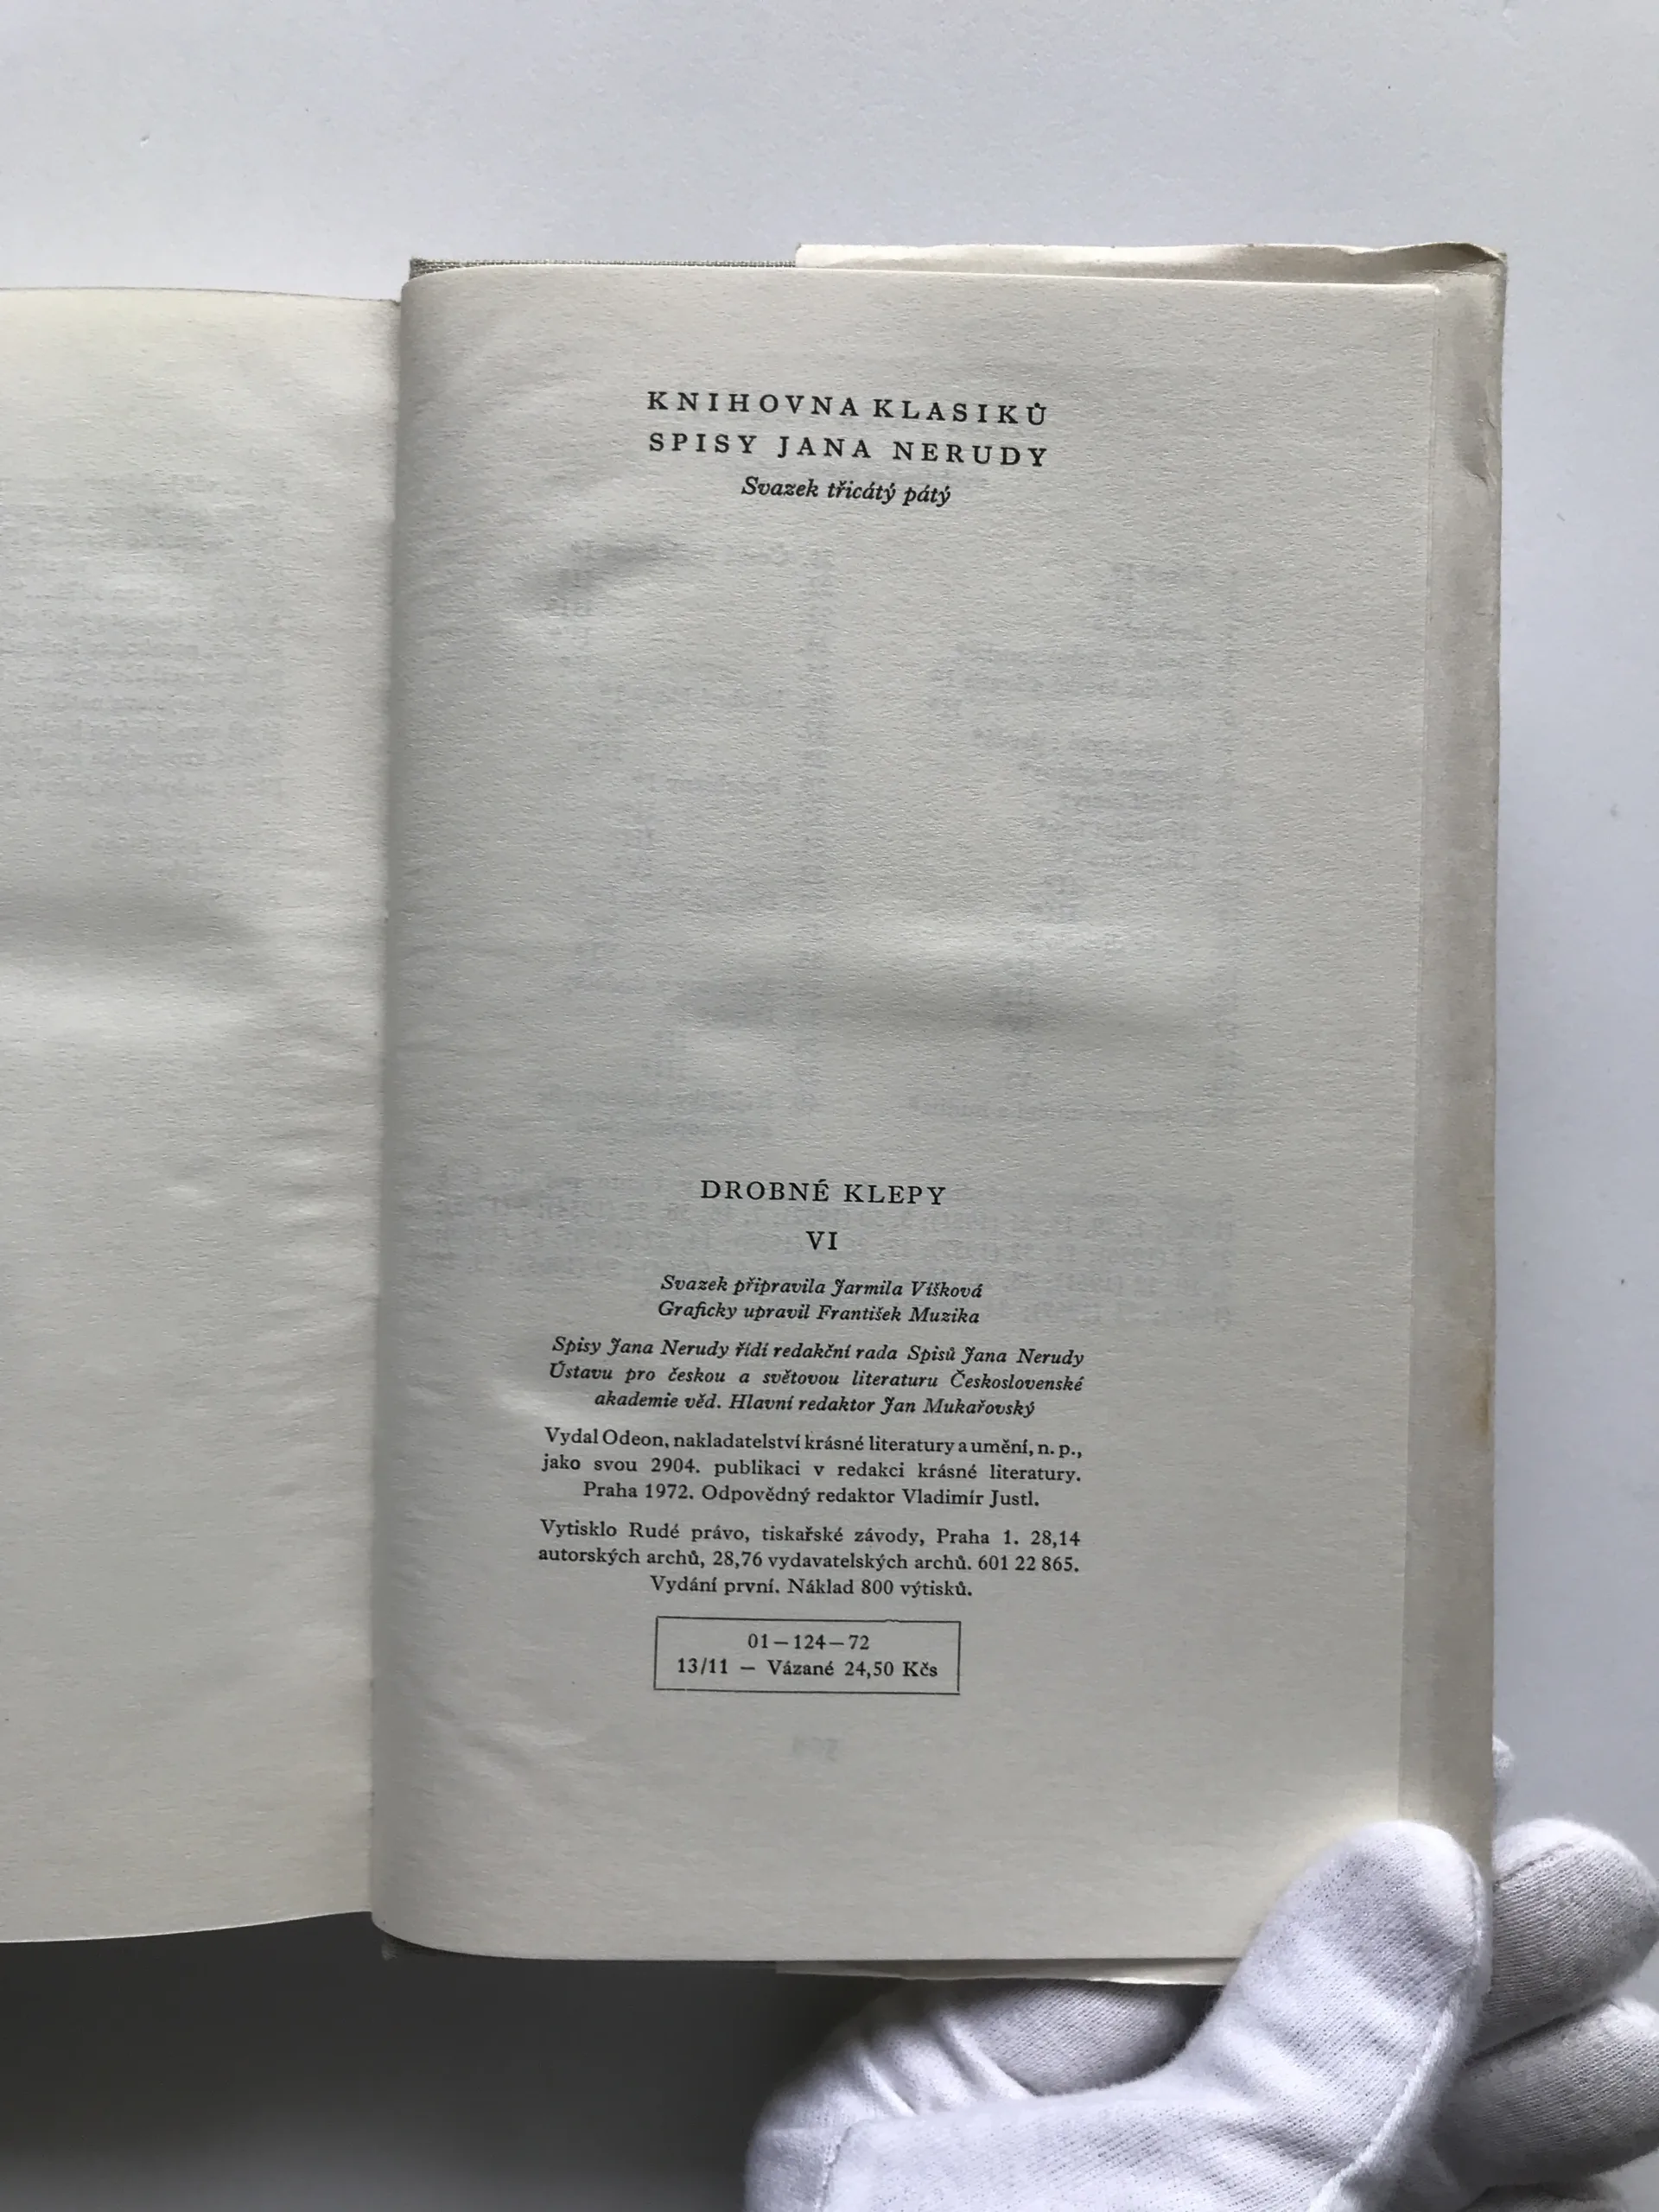 KNIHOVNA KLASIKŮ
SPISY JANA NERUDY
Svazek třicátý pátý
DROBNÉ KLEPY
VI
Svazek připravila Jarmila Víšková
Graficky upravil František Muzika
Spisy Jana Nerudy řídí redakční rada Spisů Jana Nerudy
Ústavu pro českou a světovou literaturu Československé
akademie věd. Hlavní redaktor Jan Mukařovský
Vydal Odeon, nakladatelství krásné literatury a umění, n. p.,
jako svou 2904. publikaci v redakci krásné literatury.
Praha 1972. Odpovědný redaktor Vladimír Justl.
Vytisklo Rudé právo, tiskařské závody, Praha 1. 28,14
autorských archů, 28,76 vydavatelských archů. 601 22 865.
Vydání první. Náklad 800 výtisků.
01—124—72
13/11 — Vázané 24,50 Kčs